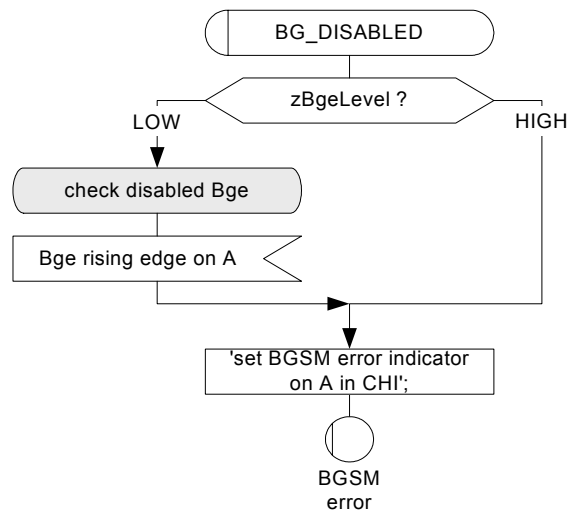 BG_DISABLED
zBgeLevel ?
LOW
HIGH
check disabled Bge
Bge rising edge on A
'set BGSM error indicator
on A in CHI';
BGSM
error